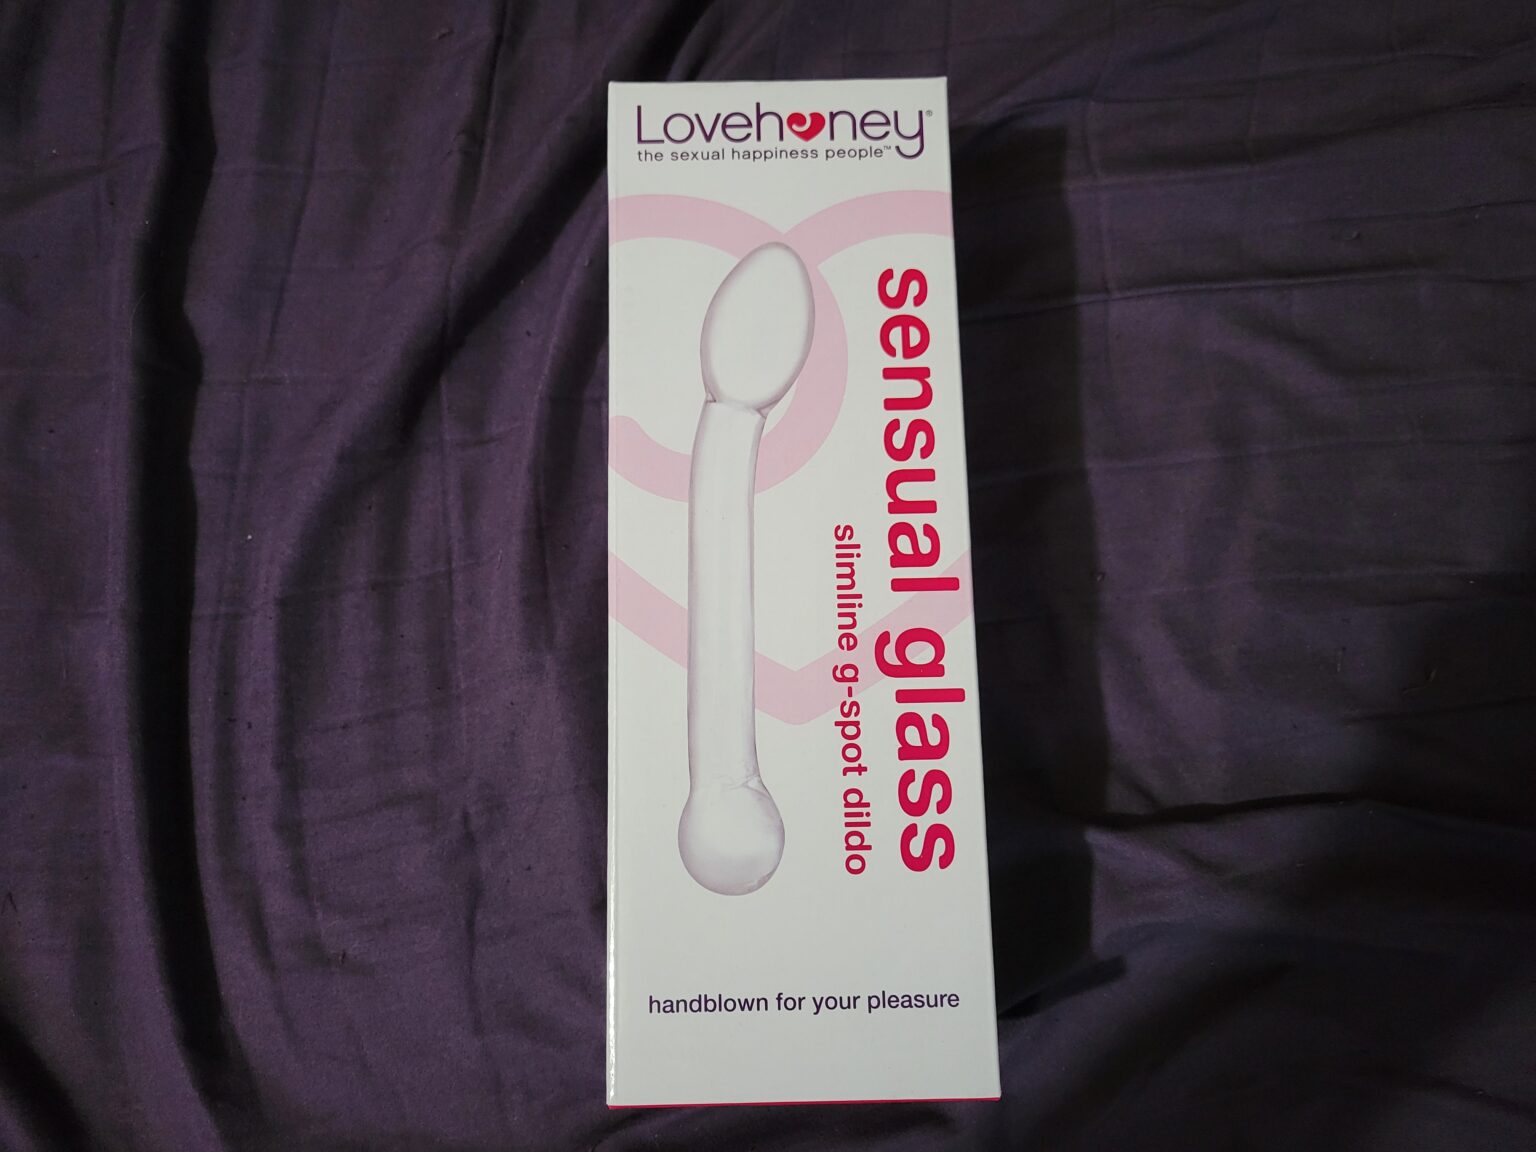 Lovehoney®
the sexual happiness people™
sensual glass
slimline g-spot dildo
handblown for your pleasure